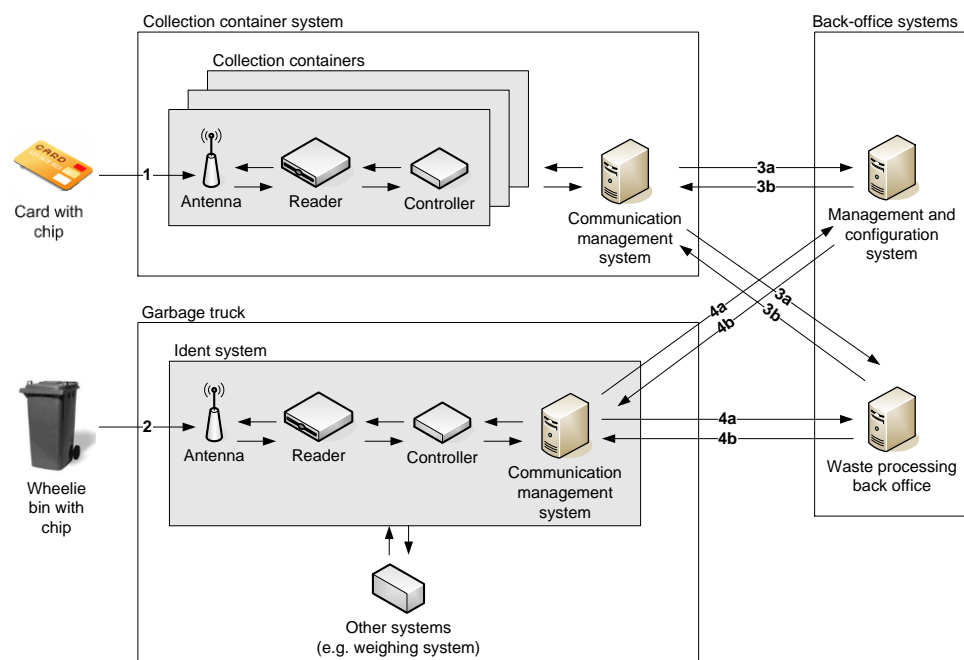 Collection container system
Back-office systems
Collection containers
CARD
1
3a
3b
Antenna
Reader
Controller
Card with
chip
Communication
management
system
Management and
configuration
system
4a
4b
3a
3b
Garbage truck
Ident system
2
4a
4b
Antenna
Reader
Controller
Communication
management
system
Wheelie
bin with
chip
Waste processing
back office
Other systems
(e.g. weighing system)